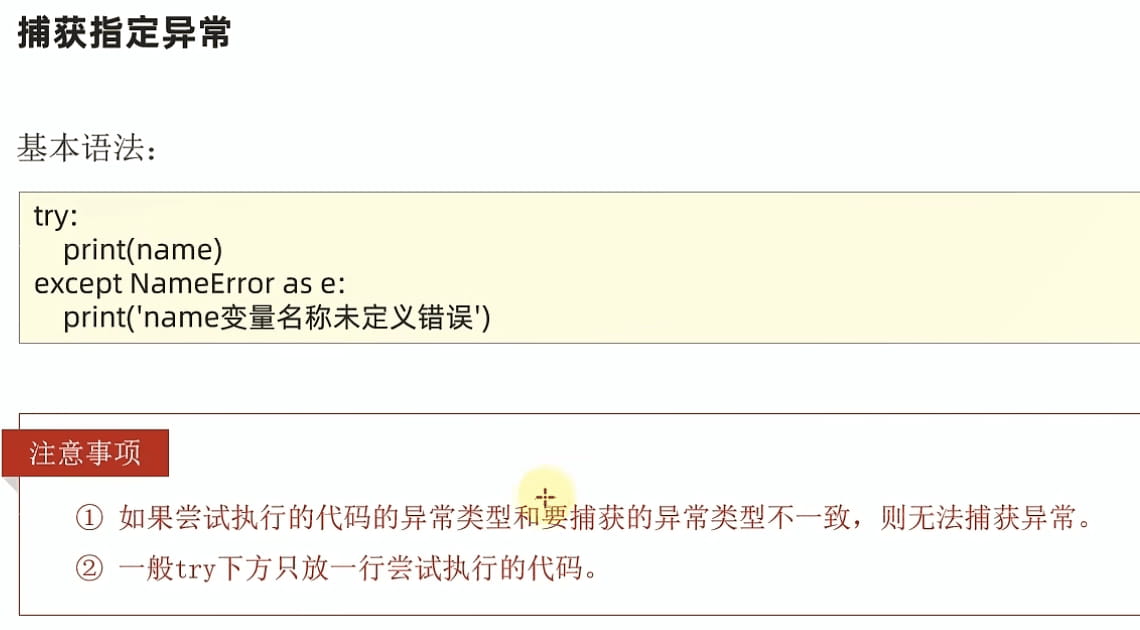 捕获指定异常
基本语法：
try:
    print(name)
except NameError as e:
    print('name变量名称未定义错误')
注意事项
① 如果尝试执行的代码的异常类型和要捕获的异常类型不一致，则无法捕获异常。
② 一般try下方只放一行尝试执行的代码。